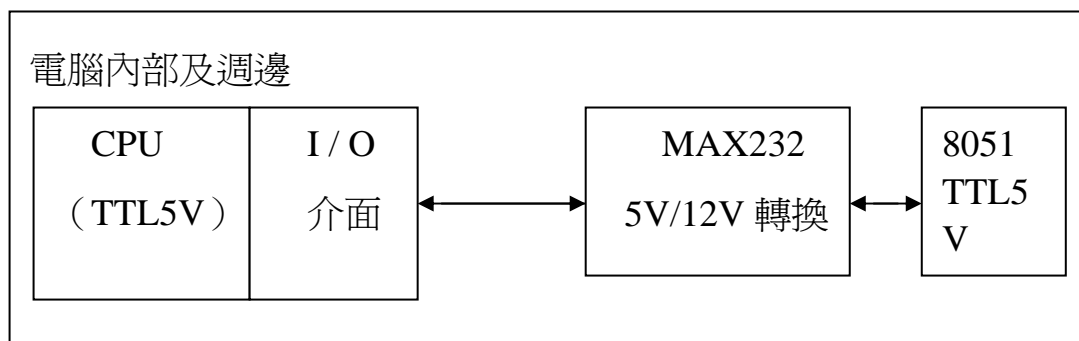 電腦內部及週邊
CPU
（TTL5V）
I / O
介面
MAX232
5V/12V 轉換
8051
TTL5
V